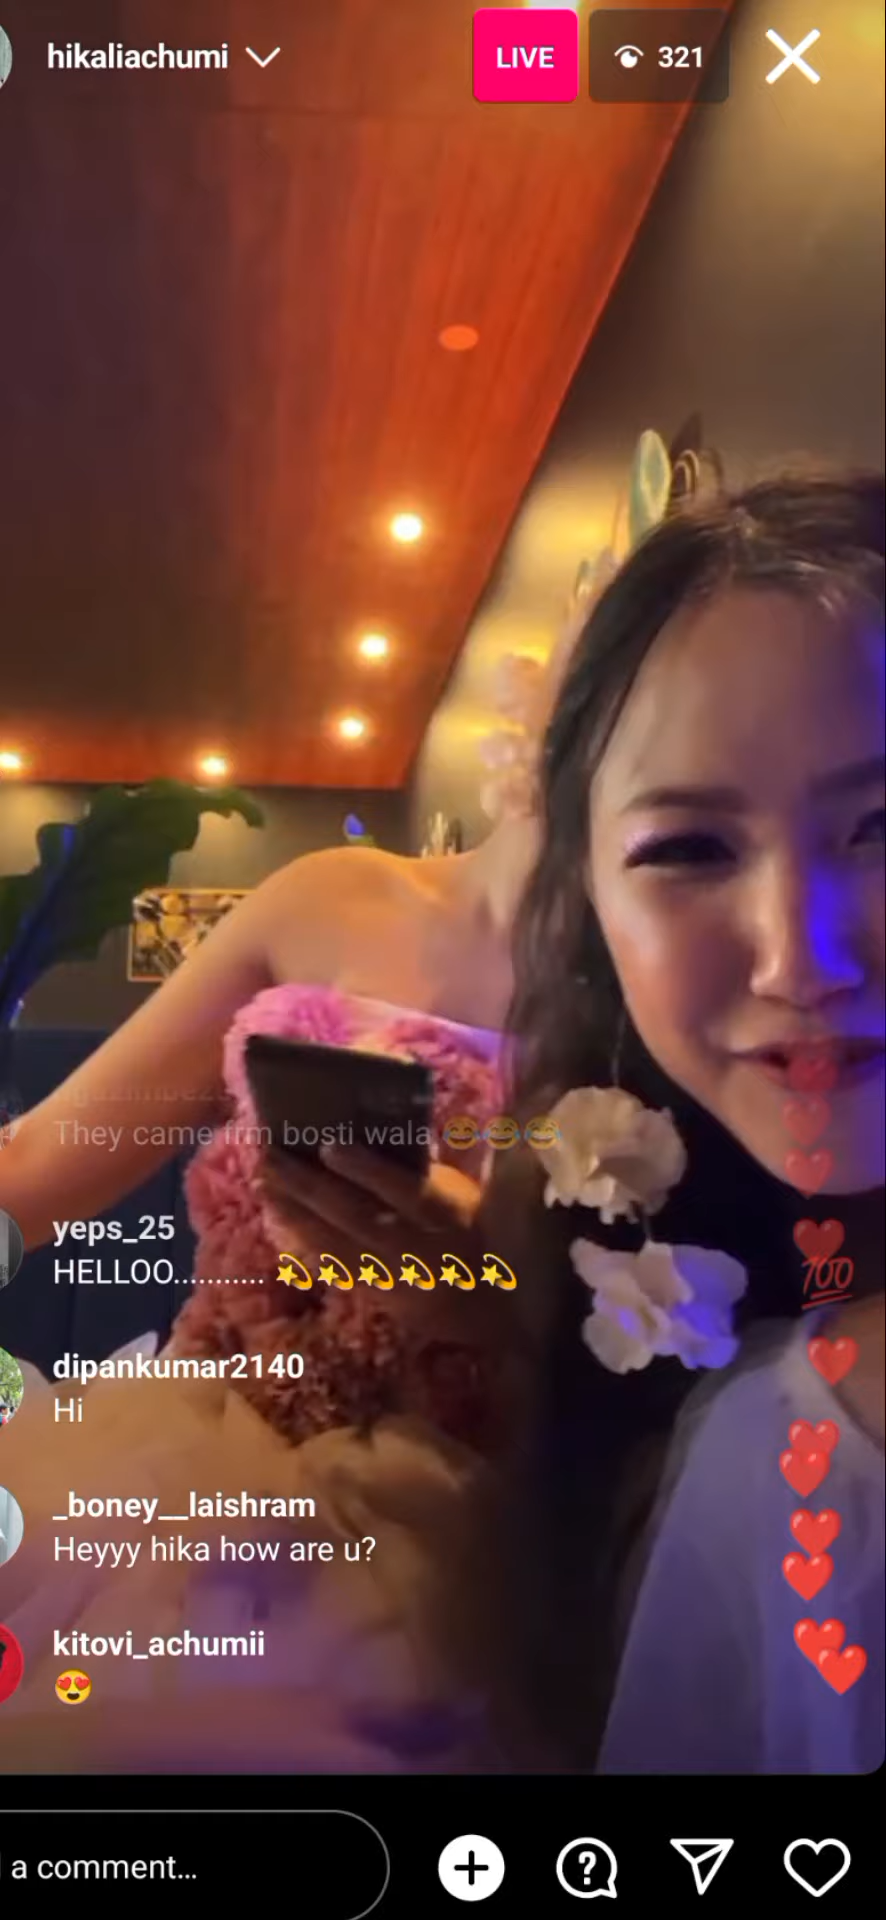 hikaliachumi
LIVE
321
They came frm bosti wala 😂😂😂
yeps_25
HELLOO........... 💫💫💫💫💫💫
dipankumar2140
Hi
_boney__laishram
Heyyy hika how are u?
kitovi_achumii
😍
💯
a comment...